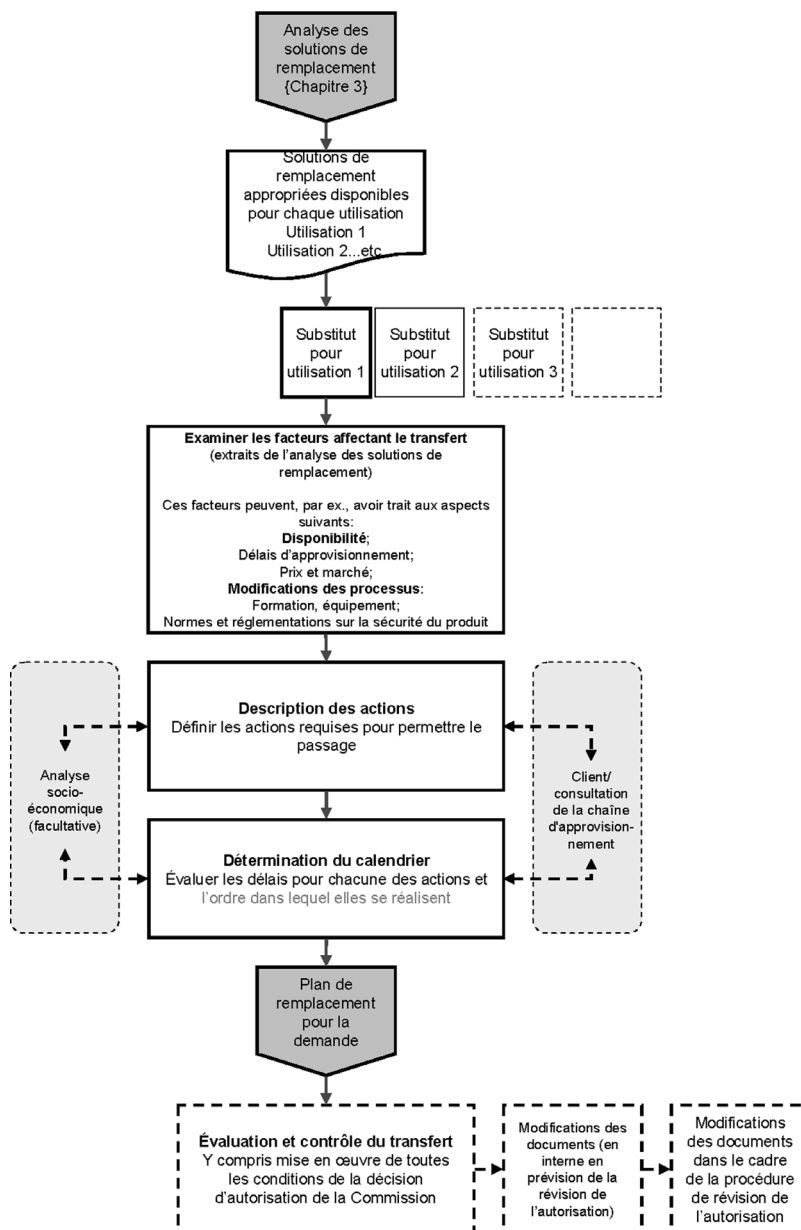 Analyse des
solutions de
remplacement
{Chapitre 3}
Solutions de
remplacement
appropriées disponibles
pour chaque utilisation
Utilisation 1
Utilisation 2...etc
Substitut
pour
utilisation 1
Substitut
pour
utilisation 2
Substitut
pour
utilisation 3
Examiner les facteurs affectant le transfert
(extraits de l’analyse des solutions de
remplacement)
Ces facteurs peuvent, par ex., avoir trait aux aspects
suivants:
Disponibilité;
Délais d’approvisionnement;
Prix et marché;
Modifications des processus:
Formation, équipement;
Normes et réglementations sur la sécurité du produit
Description des actions
Définir les actions requises pour permettre le
passage
Analyse
socio-
économique
(facultative)
Client/
consultation
de la chaîne
d'approvision-
nement
Détermination du calendrier
Évaluer les délais pour chacune des actions et
l’ordre dans lequel elles se réalisent
Plan de
remplacement
pour la
demande
Évaluation et contrôle du transfert
Y compris mise en œuvre de toutes
les conditions de la décision
d’autorisation de la Commission
Modifications des
documents (en
interne en
prévision de la
révision de
l’autorisation)
Modifications
des documents
dans le cadre
de la procédure
de révision de
l’autorisation